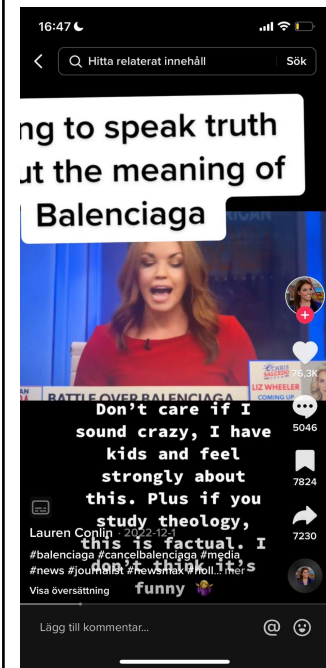 16:47
Hitta relaterat innehåll
Sök
ng to speak truth
ut the meaning of
Balenciaga
BATTLE OVER BALENCIAGA
LIZ WHEELER
COMING UP
76,3K
Don't care if I
sound crazy, I have
kids and feel
strongly about
this. Plus if you
study theology,
this is factual. I
don't think it's
funny 🤷‍♀️
5046
7824
7230
Lauren Conlin · 2022-12-1
#balenciaga #cancelbalenciaga #media
#news #journalist #newsmax #holl... mer
Visa översättning
Lägg till kommentar...
@